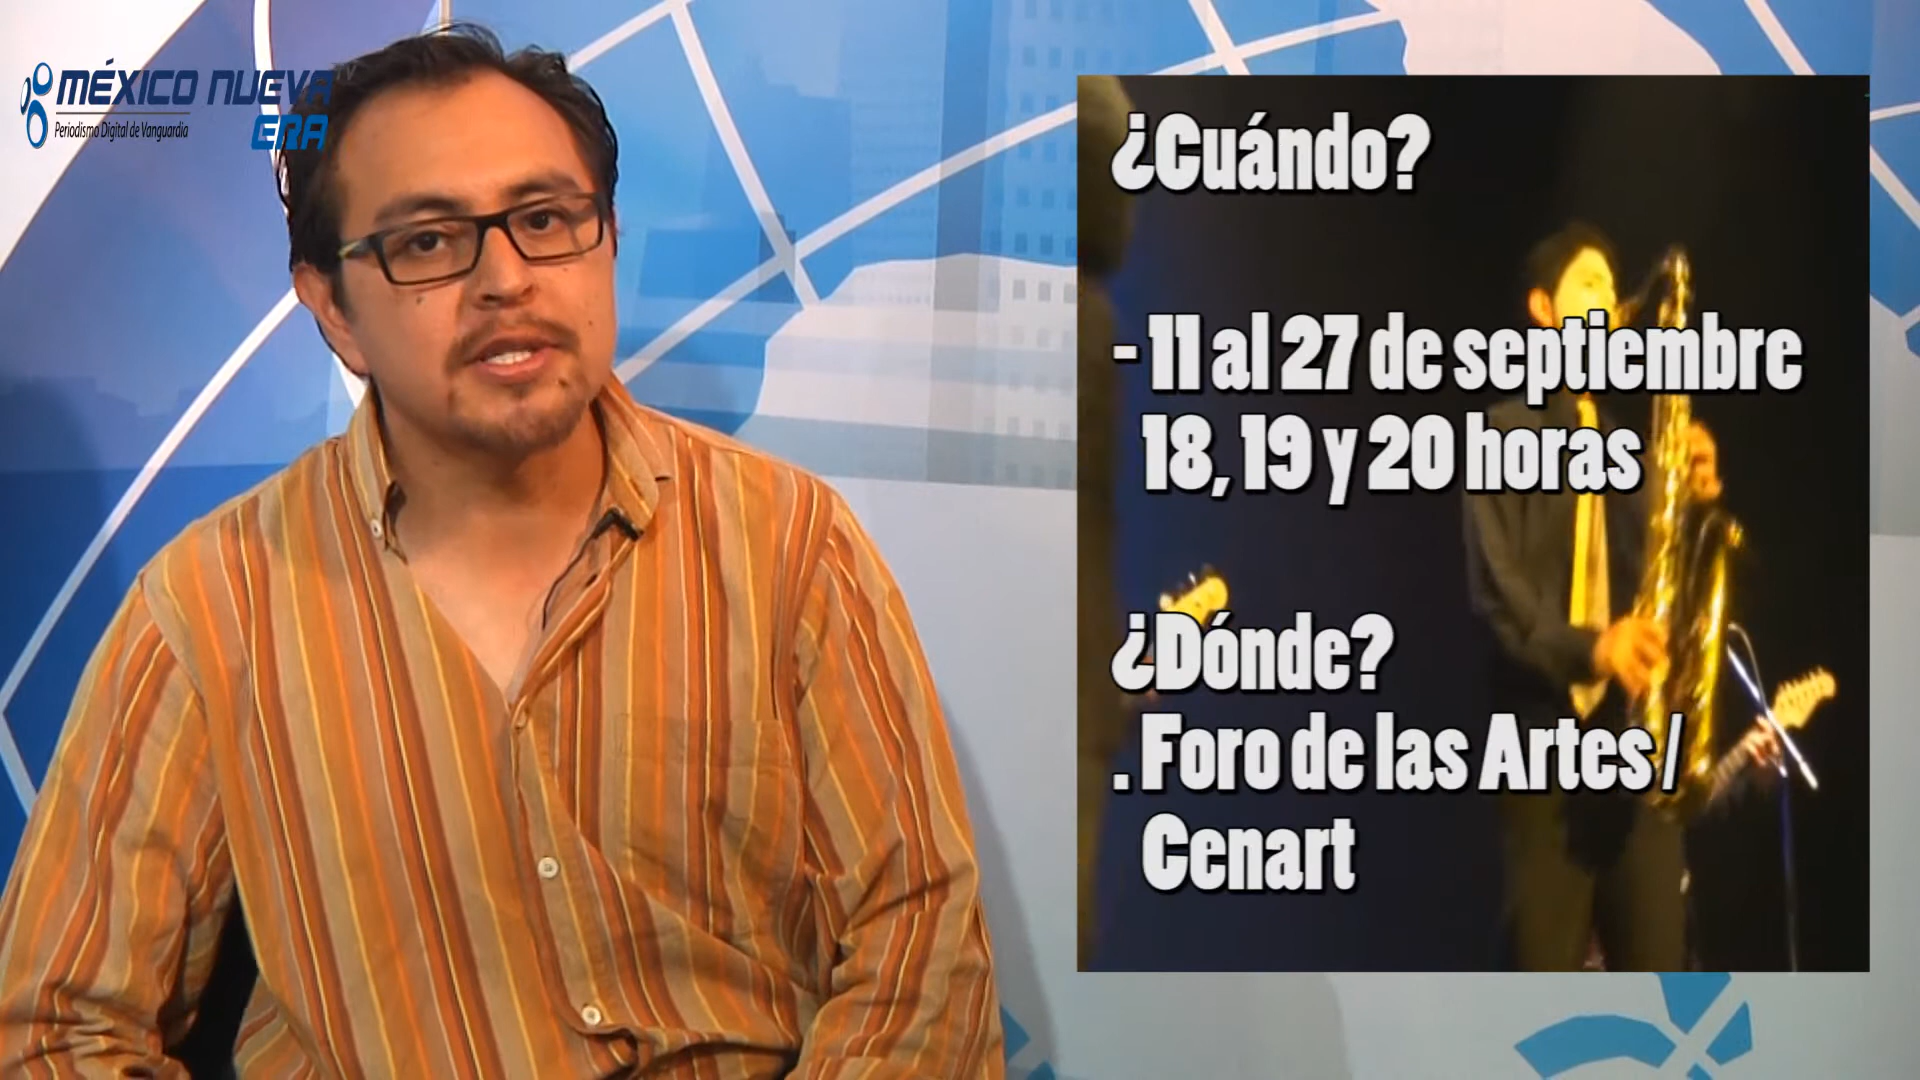 MÉXICO NUEVA TV
Periodismo Digital de Vanguardia
ERA
¿Cuándo?
- 11 al 27 de septiembre
18, 19 y 20 horas
¿Dónde?
. Foro de las Artes /
Cenart